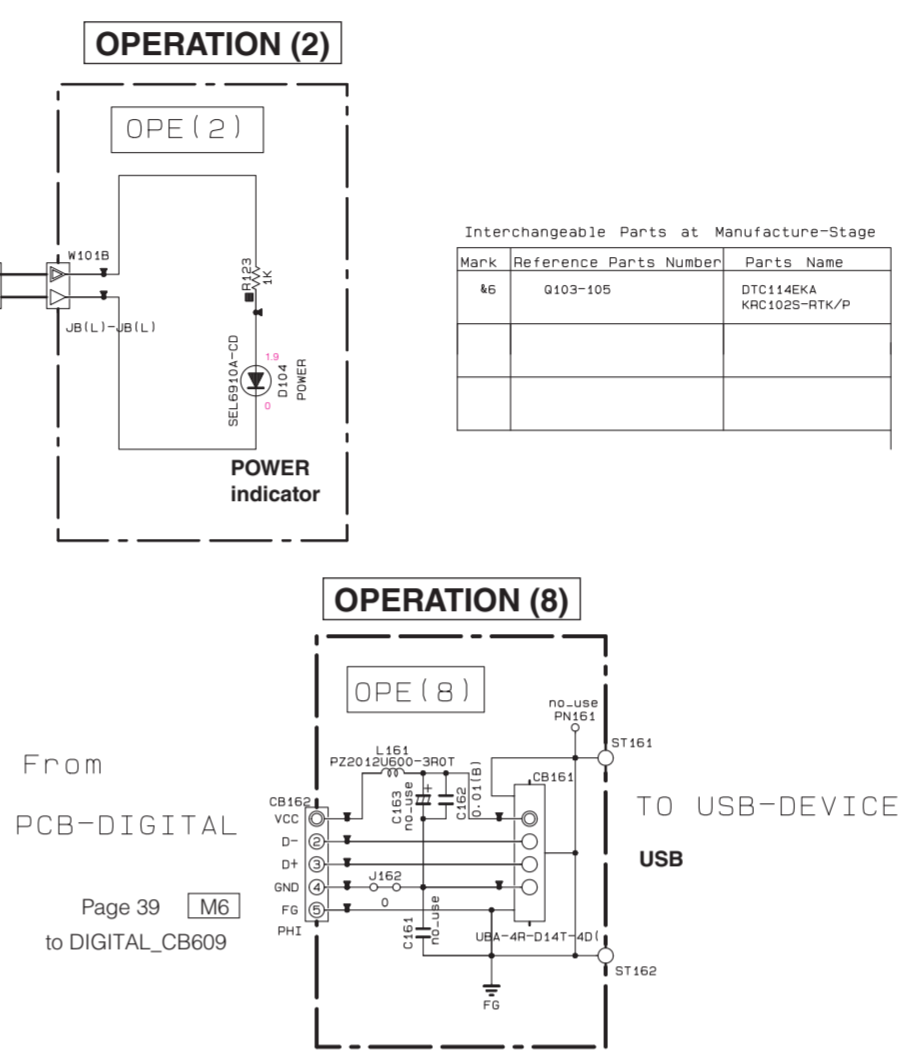 OPERATION (2)
OPE(2)
W101B
JB(L)-JB(L)
R123
1K
SEL6910A-CD
1.9
D104
POWER
0
POWER
indicator
Interchangeable Parts at Manufacture-Stage
Mark Reference Parts Number Parts Name
&6 Q103-105 DTC114EKA
KRC102S-RTK/P
OPERATION (8)
OPE(8)
no_use
PN161
ST161
L161
PZ2012U600-3R0T
C163
no_use
+
C162
0.01(B)
CB161
From
PCB-DIGITAL
Page 39 M6
to DIGITAL_CB609
CB162
VCC
D- 2
D+ 3
GND 4
FG 5
PHI
J162
0
C161
no_use
UBA-4R-D14T-4D(
FG
ST162
TO USB-DEVICE
USB